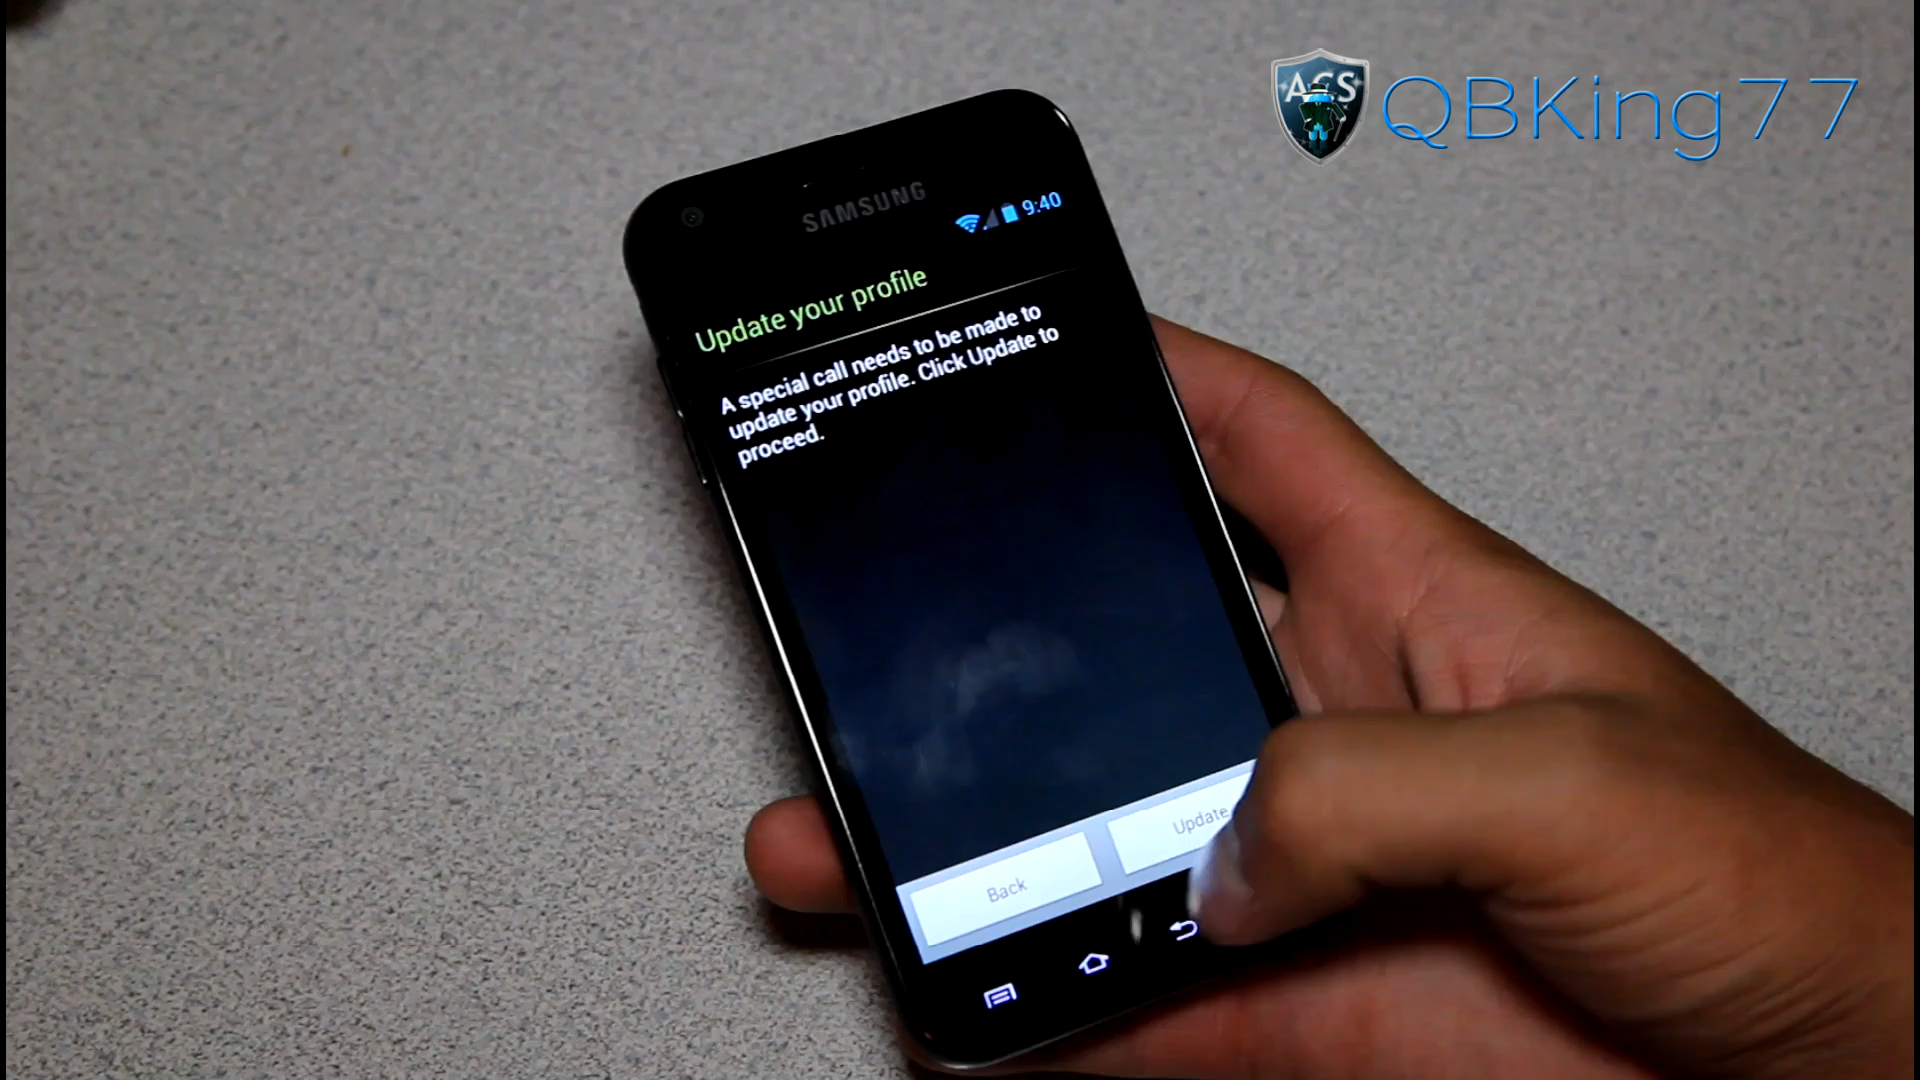 ACS
QBKing77
SAMSUNG
9:40
Update your profile
A special call needs to be made to
update your profile. Click Update to
proceed.
Update
Back